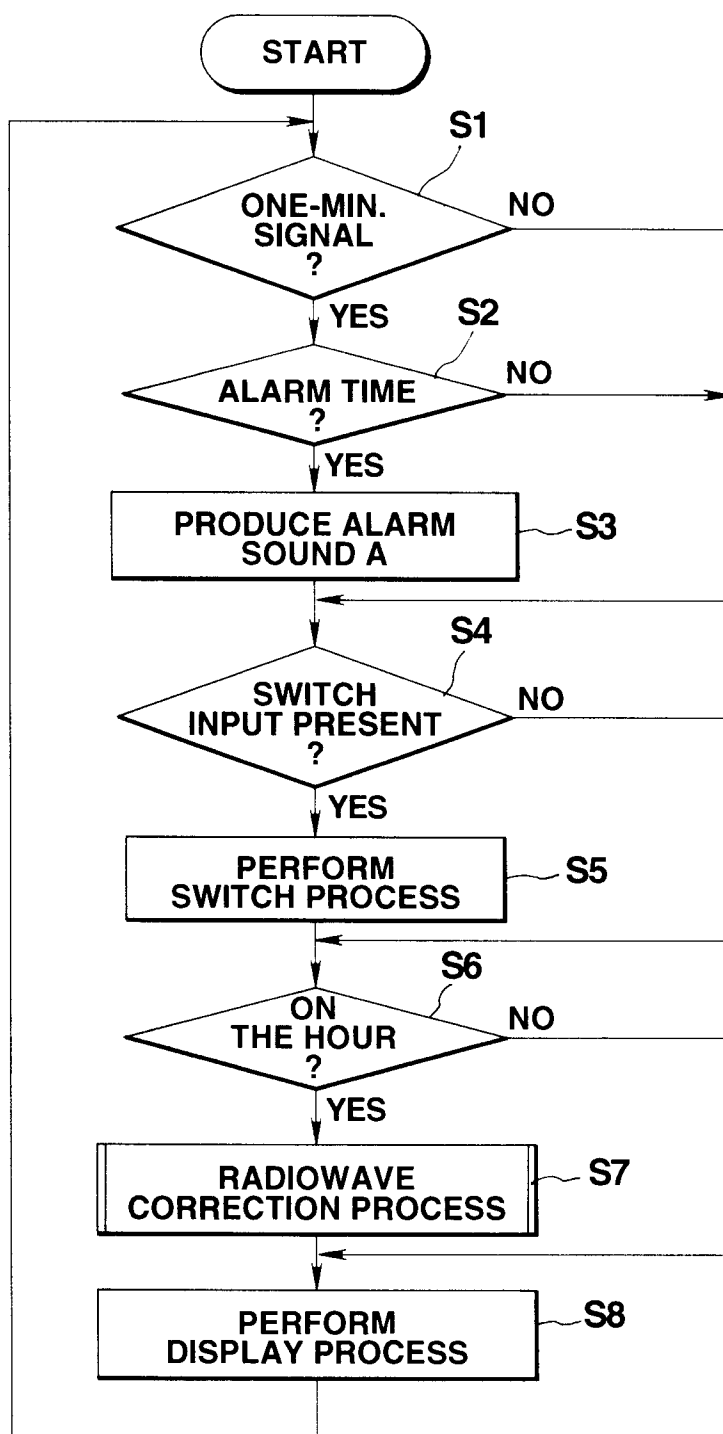 START
S1
ONE-MIN.
SIGNAL
?
NO
YES
S2
ALARM TIME
?
NO
YES
PRODUCE ALARM
SOUND A
S3
S4
SWITCH
INPUT PRESENT
?
NO
YES
PERFORM
SWITCH PROCESS
S5
S6
ON
THE HOUR
?
NO
YES
RADIOWAVE
CORRECTION PROCESS
S7
PERFORM
DISPLAY PROCESS
S8